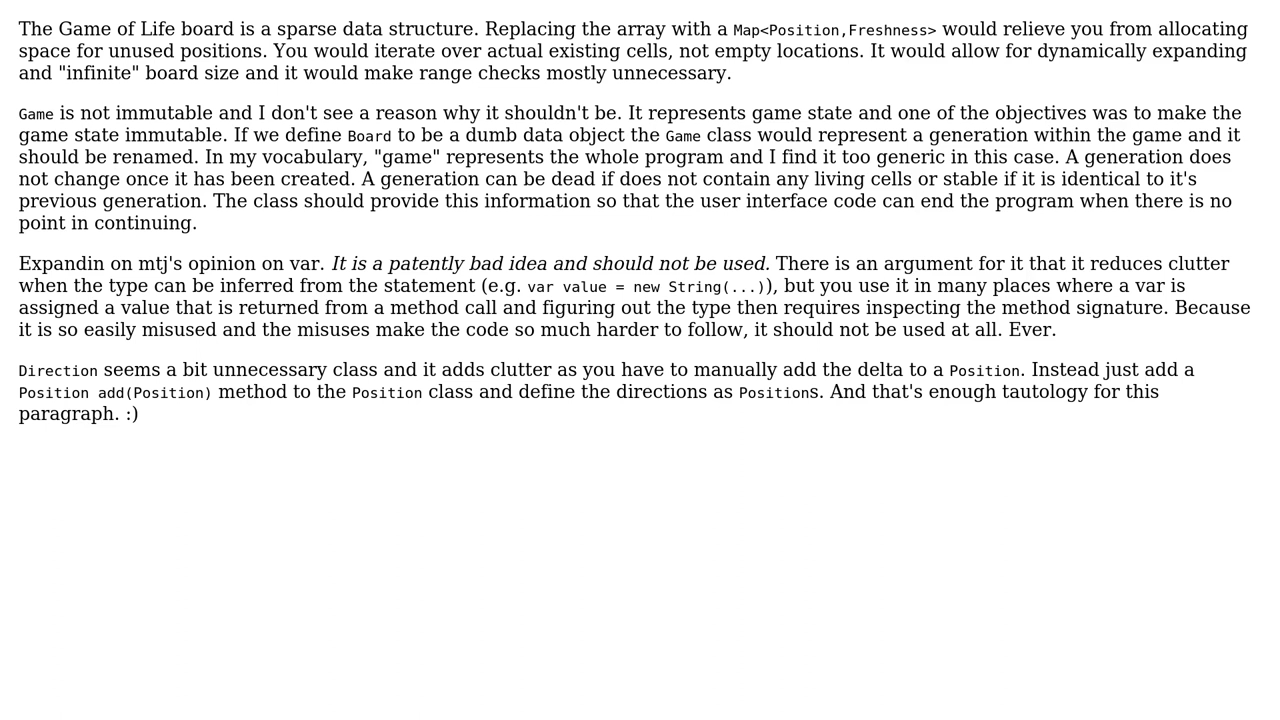 The Game of Life board is a sparse data structure. Replacing the array with a Map<Position,Freshness> would relieve you from allocating
space for unused positions. You would iterate over actual existing cells, not empty locations. It would allow for dynamically expanding
and "infinite" board size and it would make range checks mostly unnecessary.
Game is not immutable and I don't see a reason why it shouldn't be. It represents game state and one of the objectives was to make the
game state immutable. If we define Board to be a dumb data object the Game class would represent a generation within the game and it
should be renamed. In my vocabulary, "game" represents the whole program and I find it too generic in this case. A generation does
not change once it has been created. A generation can be dead if does not contain any living cells or stable if it is identical to it's
previous generation. The class should provide this information so that the user interface code can end the program when there is no
point in continuing.
Expandin on mtj's opinion on var. It is a patently bad idea and should not be used. There is an argument for it that it reduces clutter
when the type can be inferred from the statement (e.g. var value = new String(...)), but you use it in many places where a var is
assigned a value that is returned from a method call and figuring out the type then requires inspecting the method signature. Because
it is so easily misused and the misuses make the code so much harder to follow, it should not be used at all. Ever.
Direction seems a bit unnecessary class and it adds clutter as you have to manually add the delta to a Position. Instead just add a
Position add(Position) method to the Position class and define the directions as Positions. And that's enough tautology for this
paragraph. :)